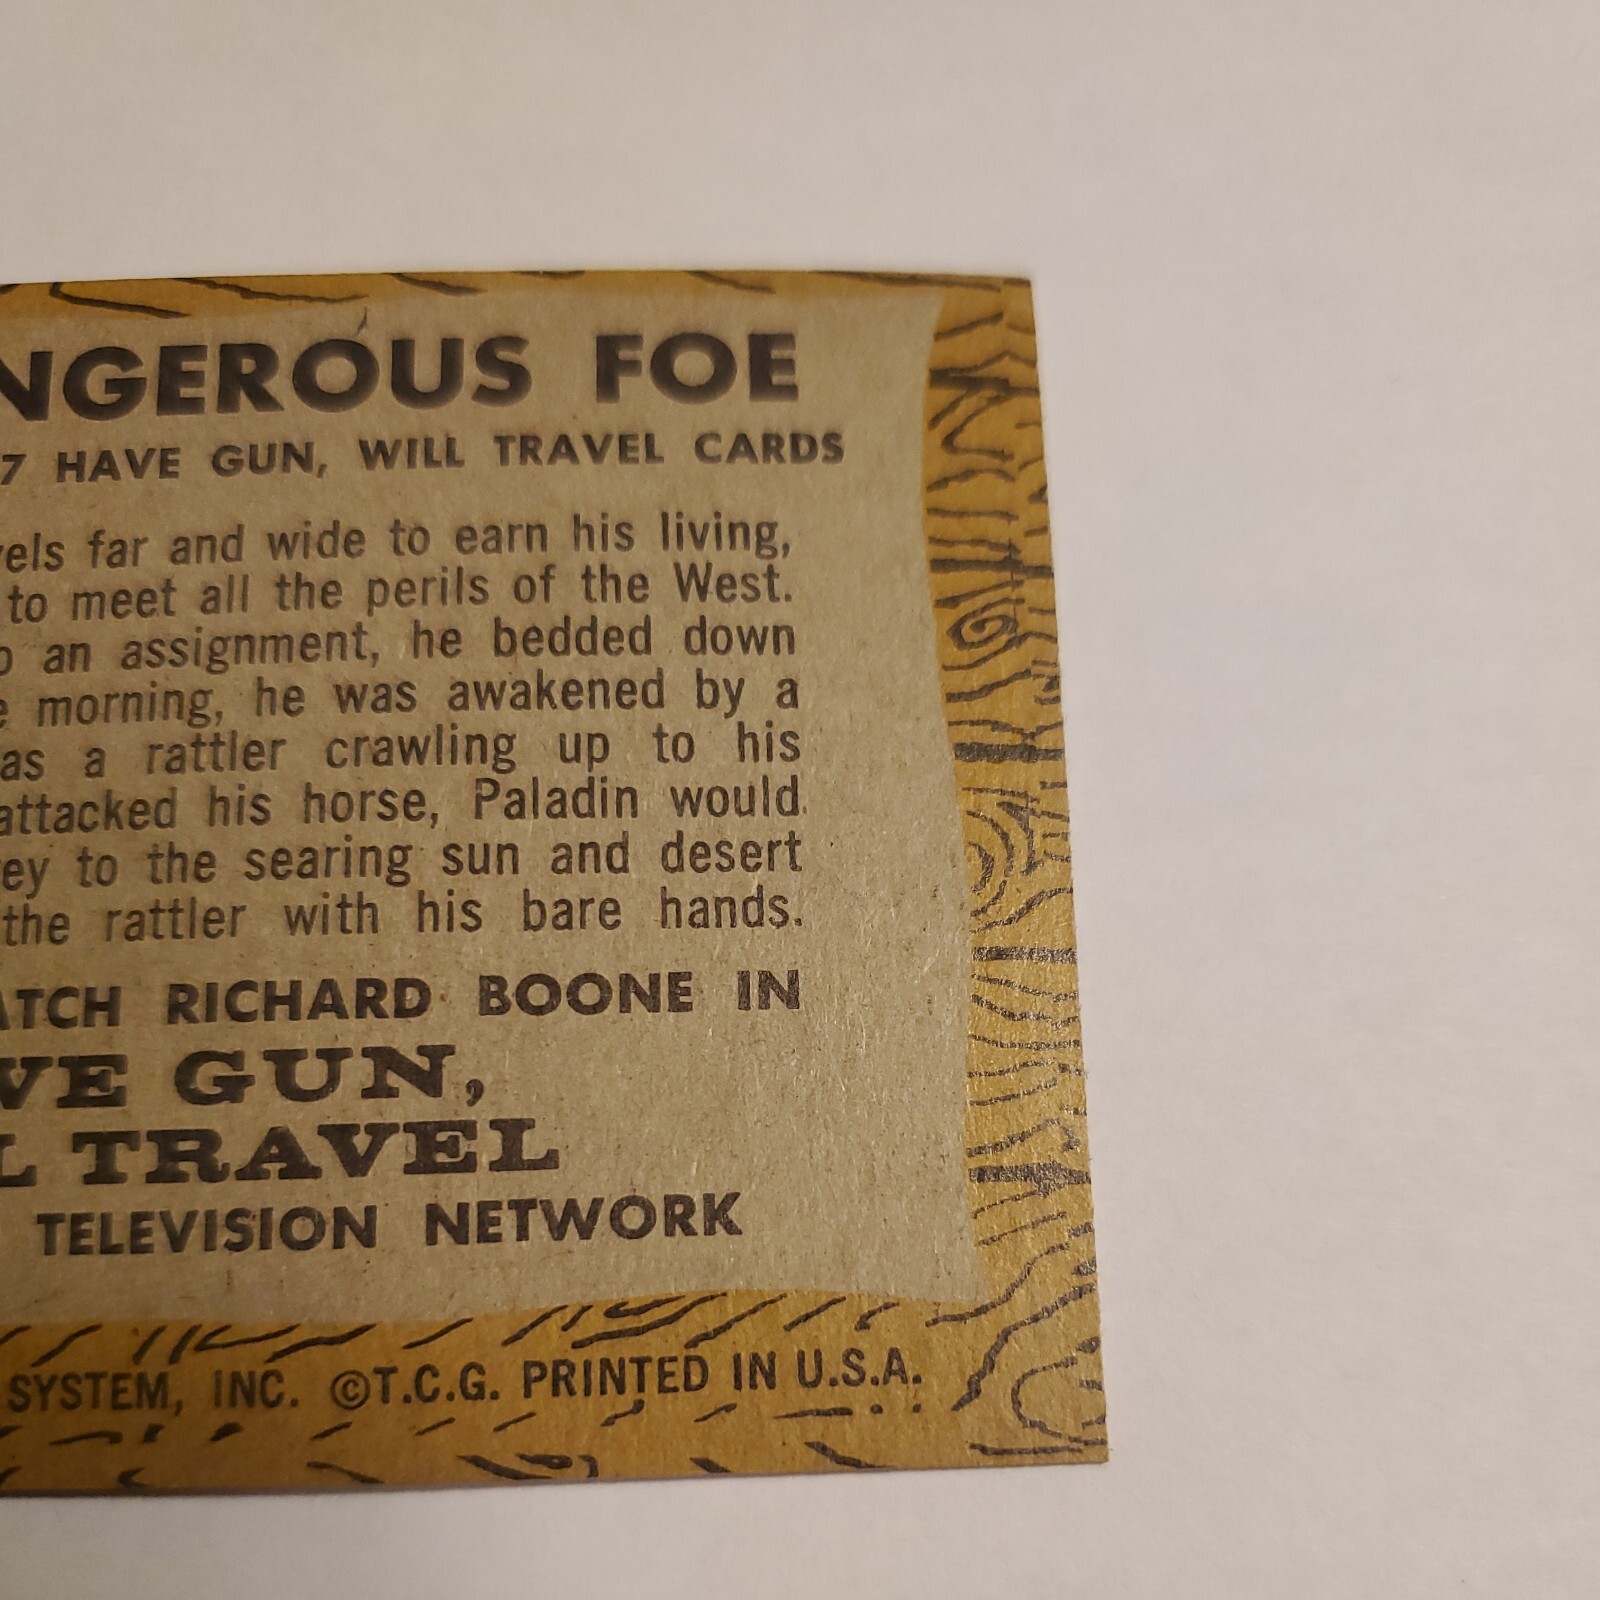 NGEROUS FOE
7 HAVE GUN, WILL TRAVEL CARDS
vels far and wide to earn his living,
to meet all the perils of the West.
o an assignment, he bedded down
e morning, he was awakened by a
as a rattler crawling up to his
attacked his horse, Paladin would
ey to the searing sun and desert
the rattler with his bare hands.
ATCH RICHARD BOONE IN
VE GUN,
L TRAVEL
TELEVISION NETWORK
SYSTEM, INC. ©T.C.G. PRINTED IN U.S.A.